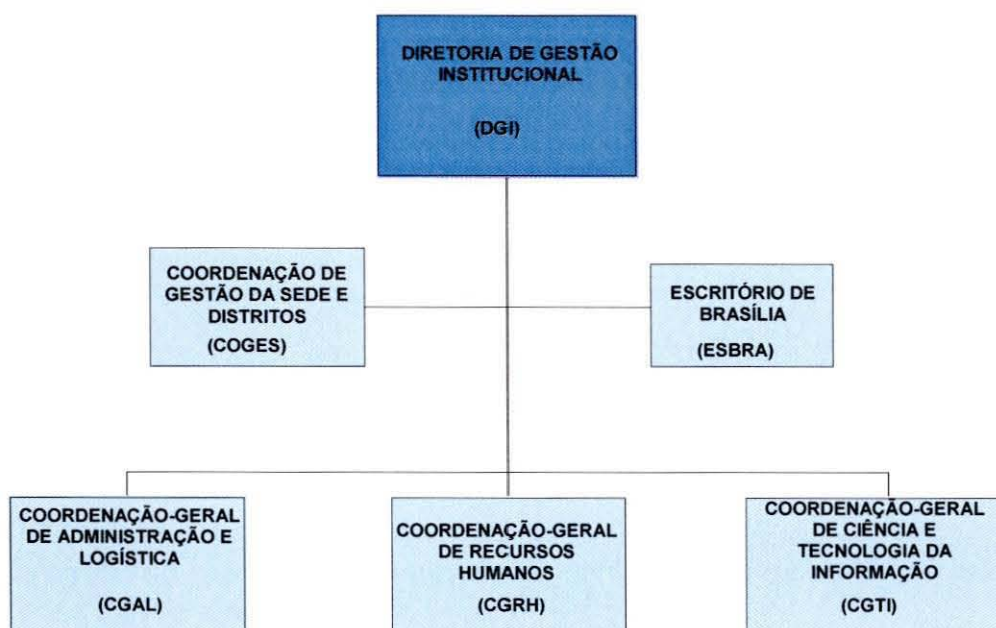 DIRETORIA DE GESTÃO
INSTITUCIONAL
(DGI)
COORDENAÇÃO DE
GESTÃO DA SEDE E
DISTRITOS
(COGES)
ESCRITÓRIO DE
BRASÍLIA
(ESBRA)
COORDENAÇÃO-GERAL
DE ADMINISTRAÇÃO E
LOGÍSTICA
(CGAL)
COORDENAÇÃO-GERAL
DE RECURSOS
HUMANOS
(CGRH)
COORDENAÇÃO-GERAL
DE CIÊNCIA E
TECNOLOGIA DA
INFORMAÇÃO
(CGTI)